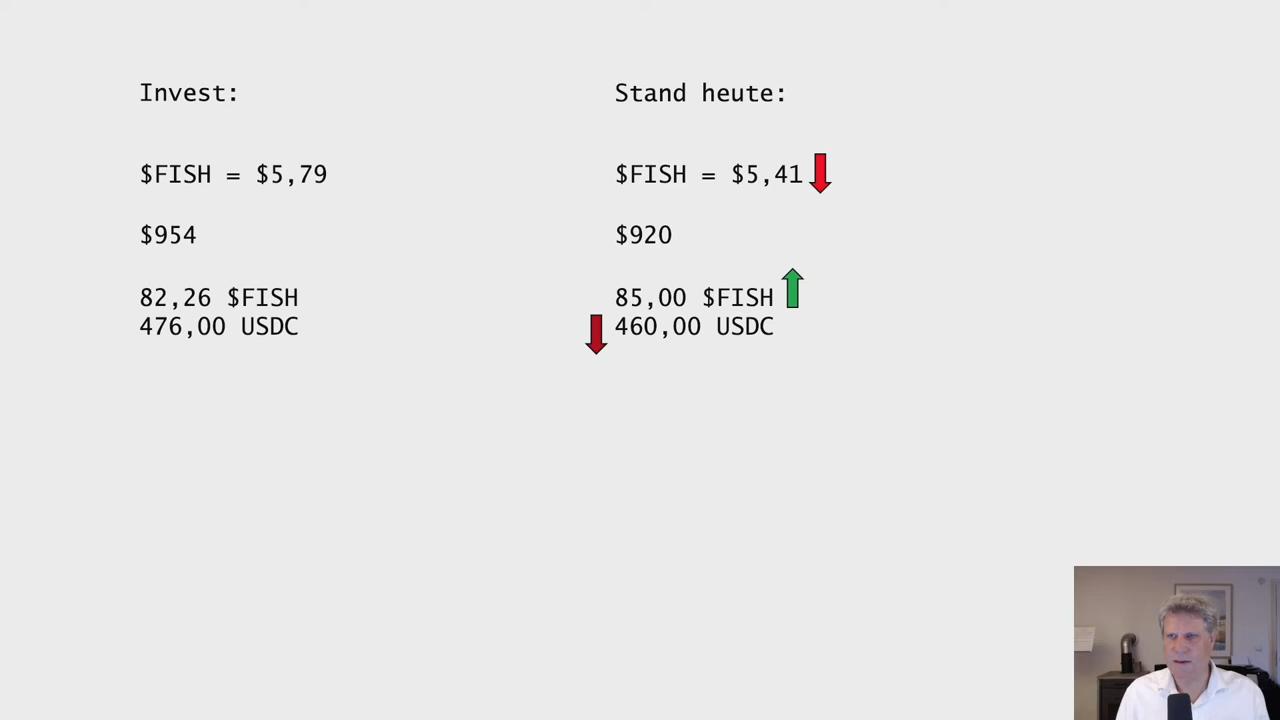 Invest:
$FISH = $5,79
$954
82,26 $FISH
476,00 USDC
Stand heute:
$FISH = $5,41
$920
85,00 $FISH
460,00 USDC